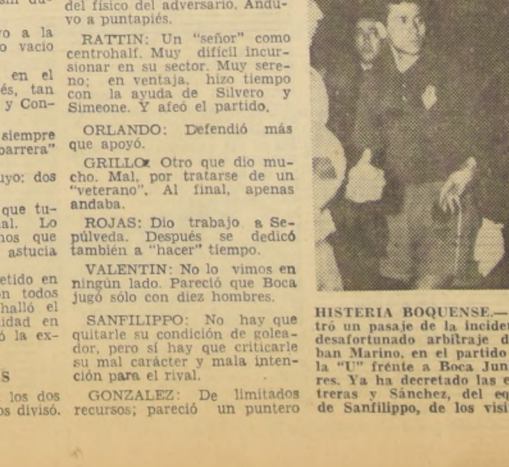 yo a la
o vacio
en el
és, tan
y Con-
siempre
barrera"
uyo: dos
que tu-
al. Lo
nos que
astucia
etido en
on todos
halló el
idad en
ó la ex-
S
los dos
os divisó.
del físico del adversario. Andu-
vo a puntapiés.
RATTIN: Un "señor" como
centrohalf. Muy difícil incur-
sionar en su sector. Muy sere-
no; en ventaja, hizo tiempo
con la ayuda de Silvero y
Simeone. Y afeó el partido.
ORLANDO: Defendió más
que apoyó.
GRILLO: Otro que dio mu-
cho. Mal, por tratarse de un
"veterano". Al final, apenas
andaba.
ROJAS: Dio trabajo a Se-
púlveda. Después se dedicó
también a "hacer" tiempo.
VALENTIN: No lo vimos en
ningún lado. Pareció que Boca
jugó sólo con diez hombres.
SANFILIPPO: No hay que
quitarle su condición de golea-
dor, pero sí hay que criticarle
su mal carácter y mala inten-
ción para el rival.
GONZALEZ: De limitados
recursos; pareció un puntero
HISTERIA BOQUENSE.—
tró un pasaje de la incider
desafortunado arbitraje d
ban Marino, en el partido
la "U" frente a Boca Jun
res. Ya ha decretado las e
treras y Sánchez, del eq
de Sanfilippo, de los visi